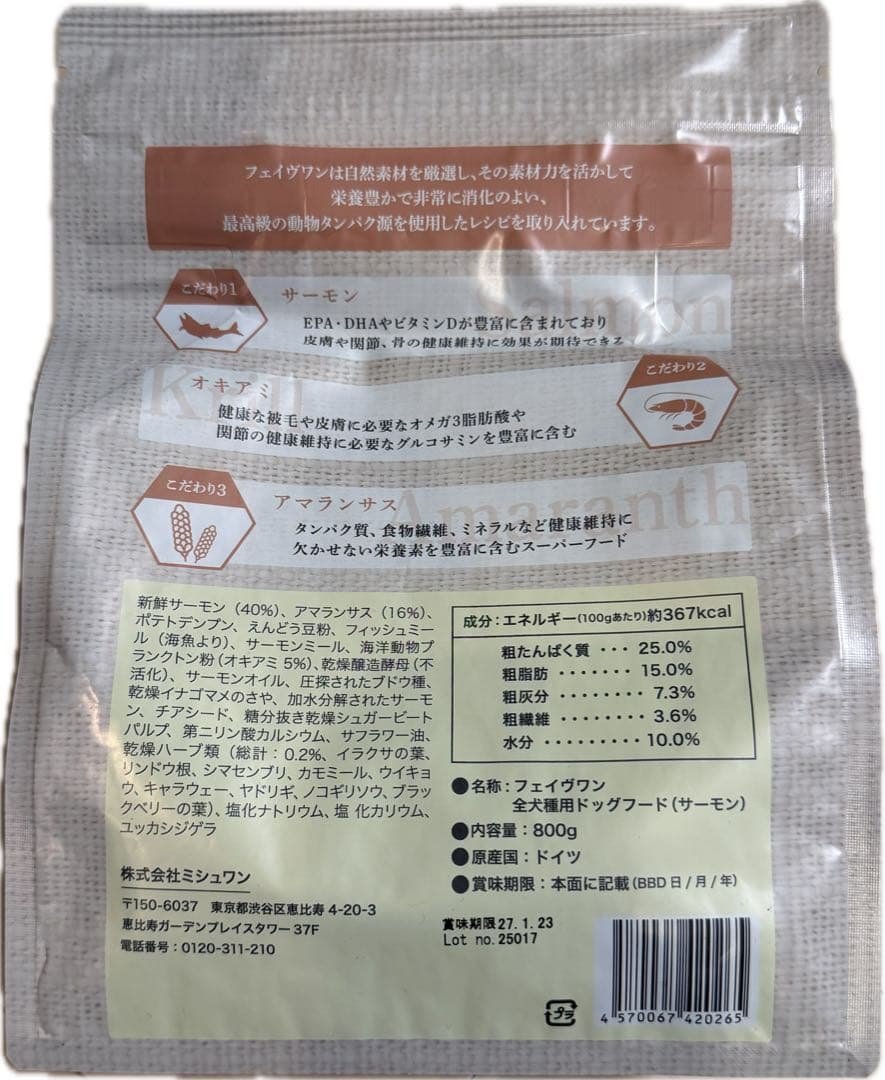 フェイヴワンは自然素材を厳選し、その素材力を活かして
栄養豊かで非常に消化のよい、
最高級の動物タンパク源を使用したレシピを取り入れています。
こだわり1
サーモン
Salmon
EPA・DHAやビタミンDが豊富に含まれており
皮膚や関節、骨の健康維持に効果が期待できる
こだわり2
オキアミ
Krill
健康な被毛や皮膚に必要なオメガ3脂肪酸や
関節の健康維持に必要なグルコサミンを豊富に含む
こだわり3
アマランサス
Amaranth
タンパク質、食物繊維、ミネラルなど健康維持に
欠かせない栄養素を豊富に含むスーパーフード
新鮮サーモン（40%）、アマランサス（16%）、
ポテトデンプン、えんどう豆粉、フィッシュミー
ル（海魚より）、サーモンミール、海洋動物プ
ランクトン粉（オキアミ 5%）、乾燥醸造酵母（不
活化）、サーモンオイル、圧搾されたブドウ種、
乾燥イナゴマメのさや、加水分解されたサーモ
ン、チアシード、糖分抜き乾燥シュガービート
パルプ、第二リン酸カルシウム、サフラワー油、
乾燥ハーブ類（総計：0.2%、イラクサの葉、
リンドウ根、シマセンブリ、カモミール、ウイキョ
ウ、キャラウェー、ヤドリギ、ノコギリソウ、ブラッ
クベリーの葉）、塩化ナトリウム、塩 化カリウム、
ユッカシジゲラ
株式会社ミシュワン
〒150-6037 東京都渋谷区恵比寿 4-20-3
恵比寿ガーデンプレイスタワー 37F
電話番号：0120-311-210
成分：エネルギー(100gあたり)約367kcal
粗たんぱく質 ・・・ 25.0%
粗脂肪 ・・・・・・・ 15.0%
粗灰分 ・・・・・・・・ 7.3%
粗繊維 ・・・・・・・・ 3.6%
水分 ・・・・・・・・・ 10.0%
●名称：フェイヴワン
全犬種用ドッグフード（サーモン）
●内容量：800g
●原産国：ドイツ
●賞味期限：本面に記載（BBD 日/月/年）
賞味期限27.1.23
Lot no.25017
プラ
4 570067 420265